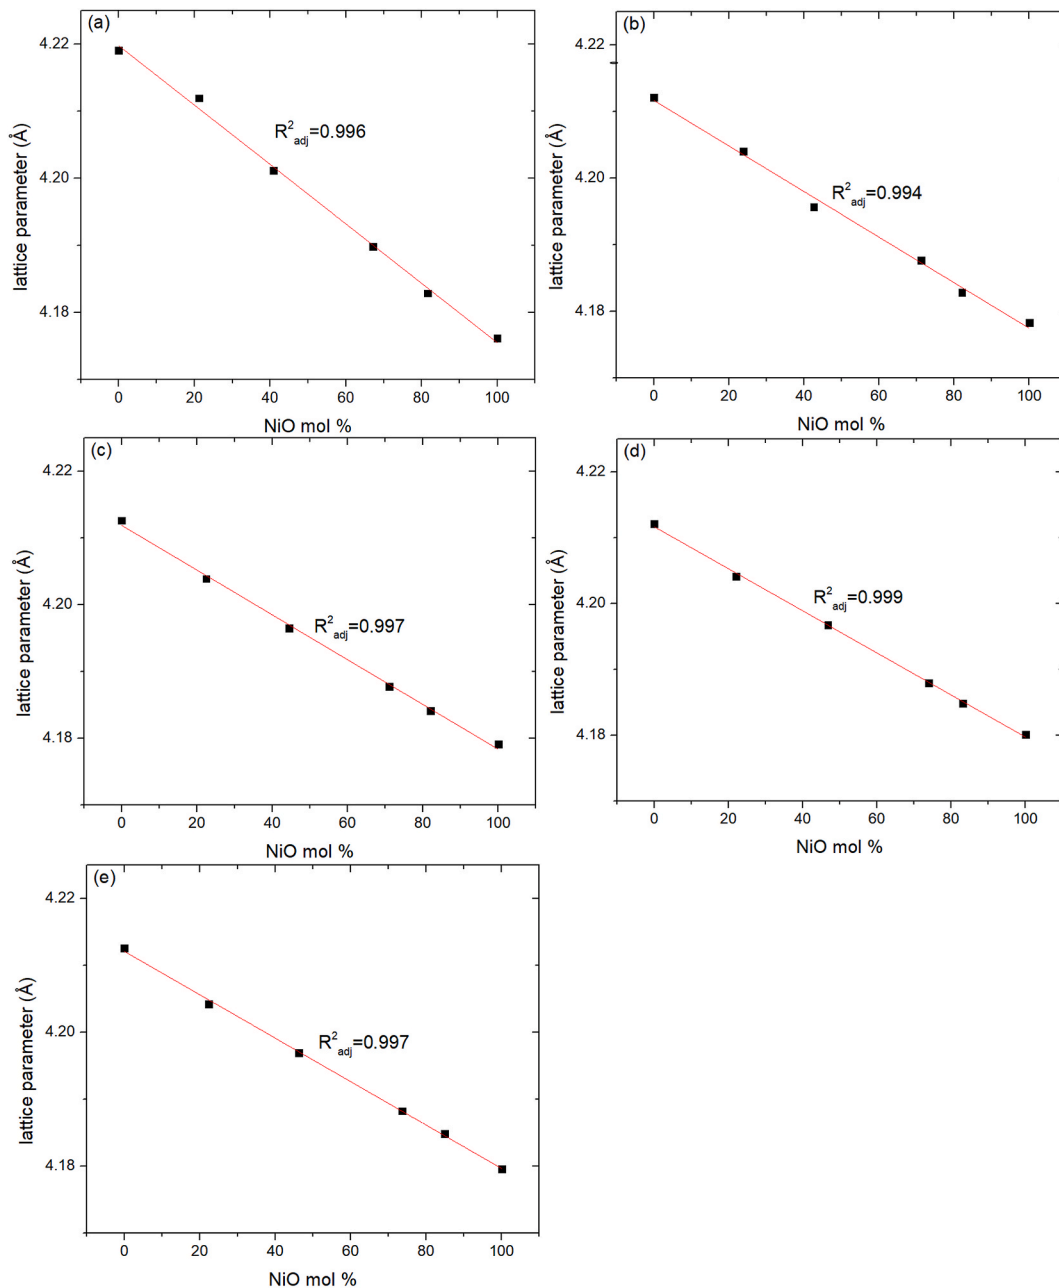 (a)
4.22
4.20
4.18
lattice parameter (Å)
R²adj=0.996
0 20 40 60 80 100
NiO mol %
(b)
4.22
4.20
4.18
lattice parameter (Å)
R²adj=0.994
0 20 40 60 80 100
NiO mol %
(c)
4.22
4.20
4.18
lattice parameter (Å)
R²adj=0.997
0 20 40 60 80 100
NiO mol %
(d)
4.22
4.20
4.18
lattice parameter (Å)
R²adj=0.999
0 20 40 60 80 100
NiO mol %
(e)
4.22
4.20
4.18
lattice parameter (Å)
R²adj=0.997
0 20 40 60 80 100
NiO mol %